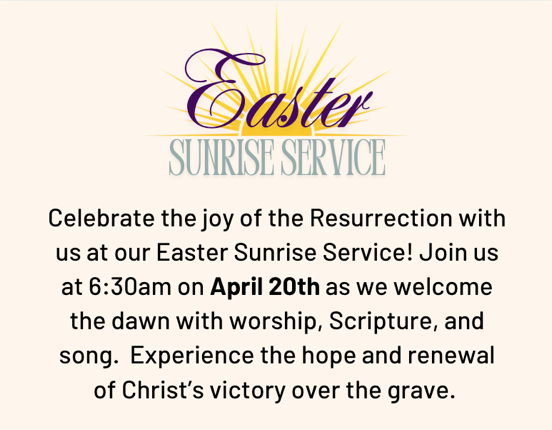 Easter
SUNRISE SERVICE
Celebrate the joy of the Resurrection with
us at our Easter Sunrise Service! Join us
at 6:30am on April 20th as we welcome
the dawn with worship, Scripture, and
song.  Experience the hope and renewal
of Christ’s victory over the grave.